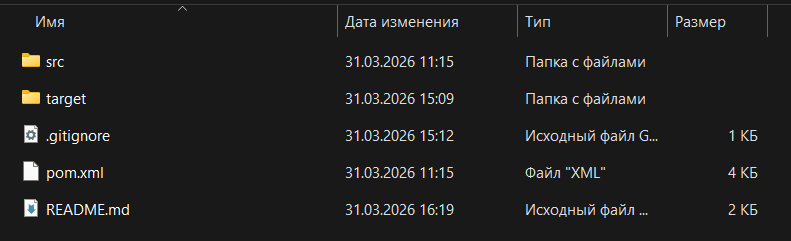 Имя Дата изменения Тип Размер
src 31.03.2026 11:15 Папка с файлами
target 31.03.2026 15:09 Папка с файлами
.gitignore 31.03.2026 15:12 Исходный файл G... 1 КБ
pom.xml 31.03.2026 11:15 Файл "XML" 4 КБ
README.md 31.03.2026 16:19 Исходный файл ... 2 КБ